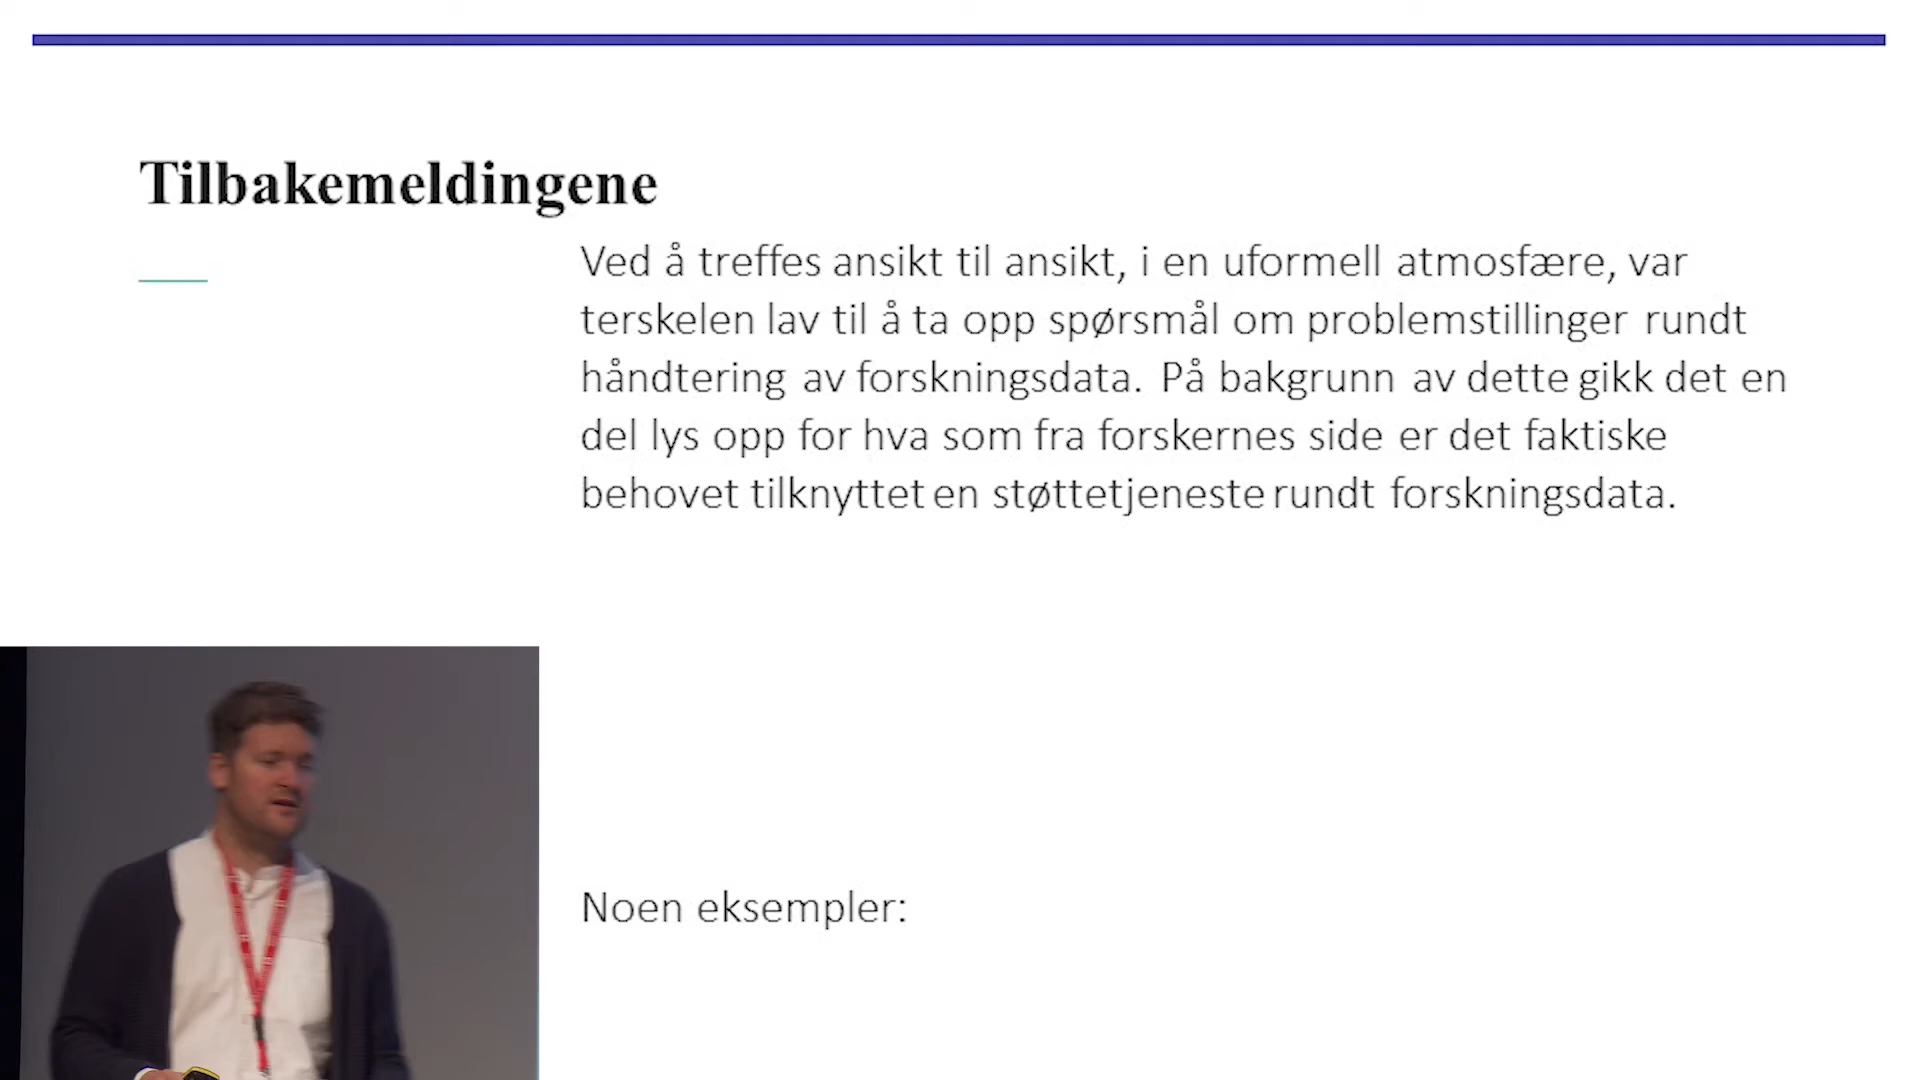 Tilbakemeldingene
Ved å treffes ansikt til ansikt, i en uformell atmosfære, var
terskelen lav til å ta opp spørsmål om problemstillinger rundt
håndtering av forskningsdata. På bakgrunn av dette gikk det en
del lys opp for hva som fra forskernes side er det faktiske
behovet tilknyttet en støttetjeneste rundt forskningsdata.
Noen eksempler: